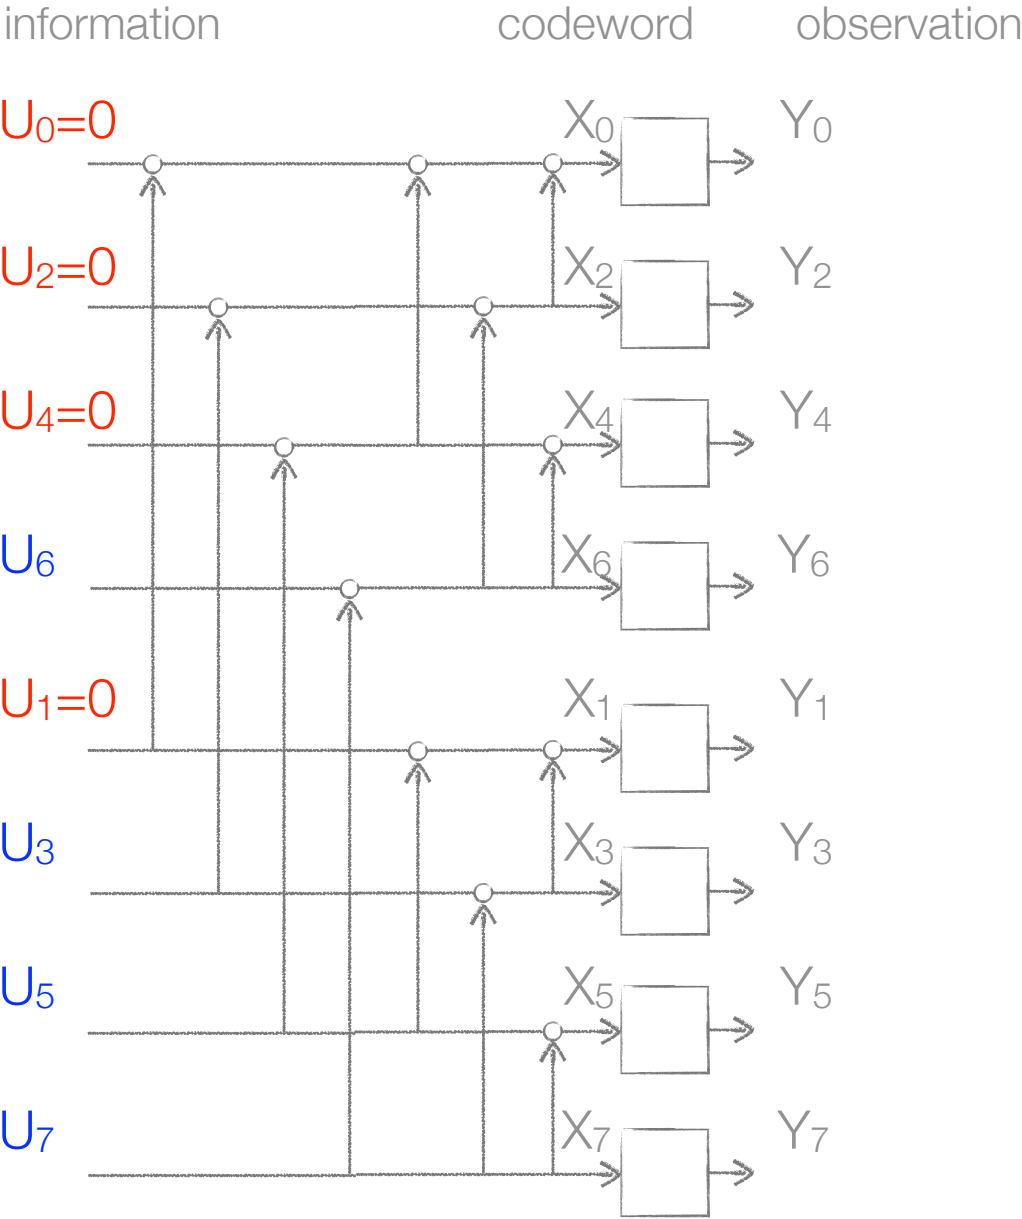 information codeword observation
U₀=0 X₀ Y₀
U₂=0 X₂ Y₂
U₄=0 X₄ Y₄
U₆ X₆ Y₆
U₁=0 X₁ Y₁
U₃ X₃ Y₃
U₅ X₅ Y₅
U₇ X₇ Y₇